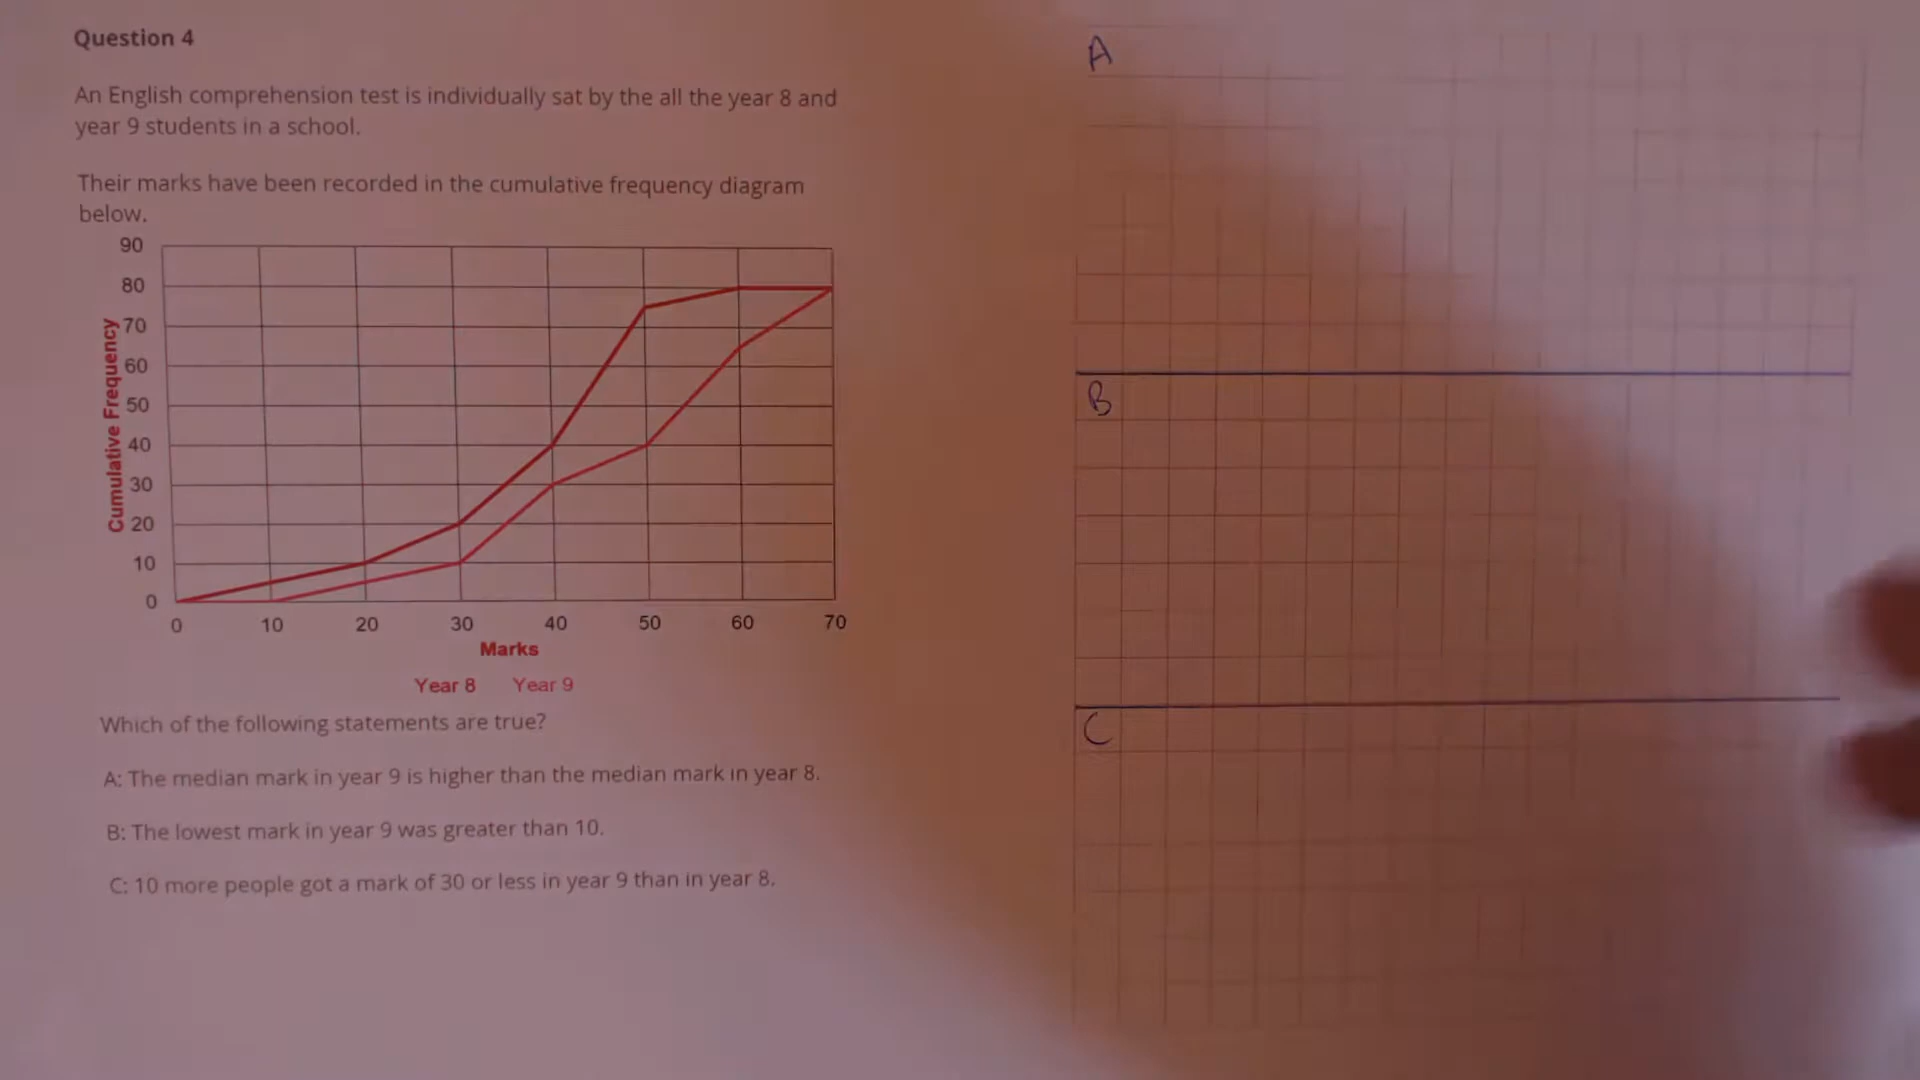 Question 4
An English comprehension test is individually sat by the all the year 8 and
year 9 students in a school.
Their marks have been recorded in the cumulative frequency diagram
below.
90
80
70
60
50
40
30
20
10
0
Cumulative Frequency
0 10 20 30 40 50 60 70
Marks
Year 8 Year 9
Which of the following statements are true?
A: The median mark in year 9 is higher than the median mark in year 8.
B: The lowest mark in year 9 was greater than 10.
C: 10 more people got a mark of 30 or less in year 9 than in year 8.
A
B
C